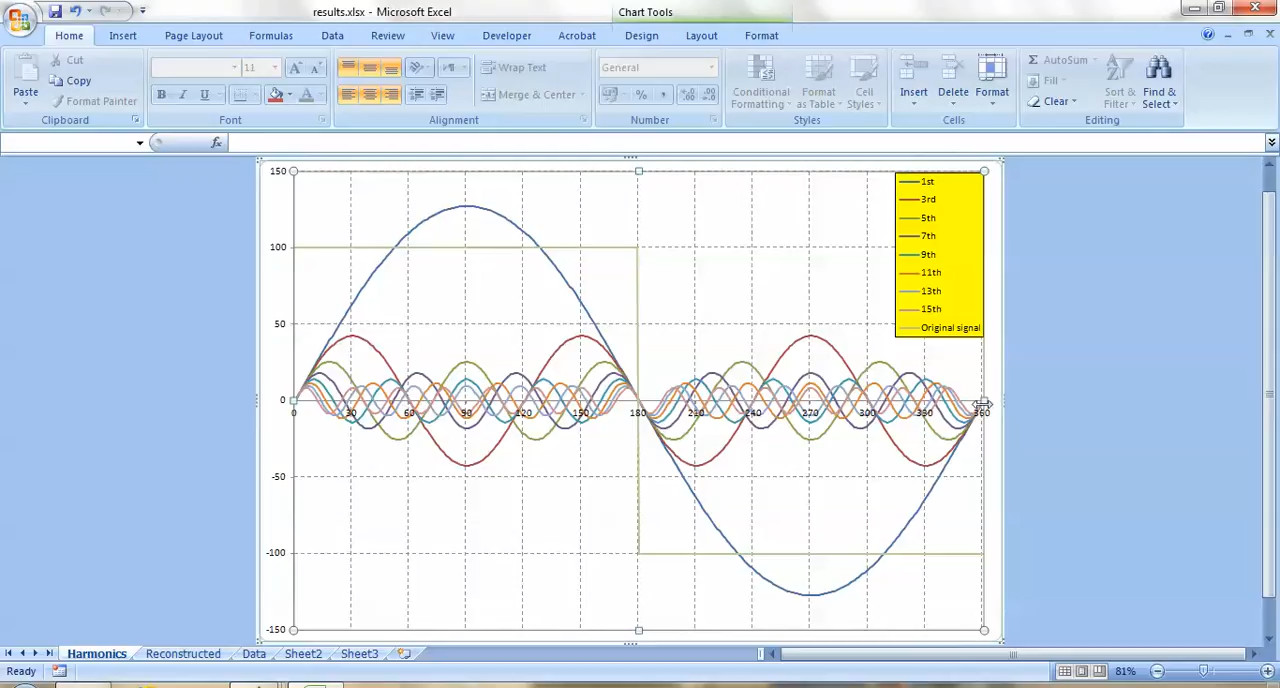 results.xlsx - Microsoft Excel
Chart Tools
Home Insert Page Layout Formulas Data Review View Developer Acrobat Design Layout Format
Paste
Cut
Copy
Format Painter
Clipboard
11
A A
B I U A
Font
Wrap Text
Merge & Center
Alignment
General
% ,
Number
Conditional Formatting
Format as Table
Cell Styles
Styles
Insert
Delete
Format
Cells
AutoSum
Fill
Clear
Sort & Filter
Find & Select
Editing
fx
150
100
50
0
-50
-100
-150
0 30 60 90 120 150 180 210 240 270 300 330 360
1st
3rd
5th
7th
9th
11th
13th
15th
Original signal
Harmonics Reconstructed Data Sheet2 Sheet3
Ready
81%